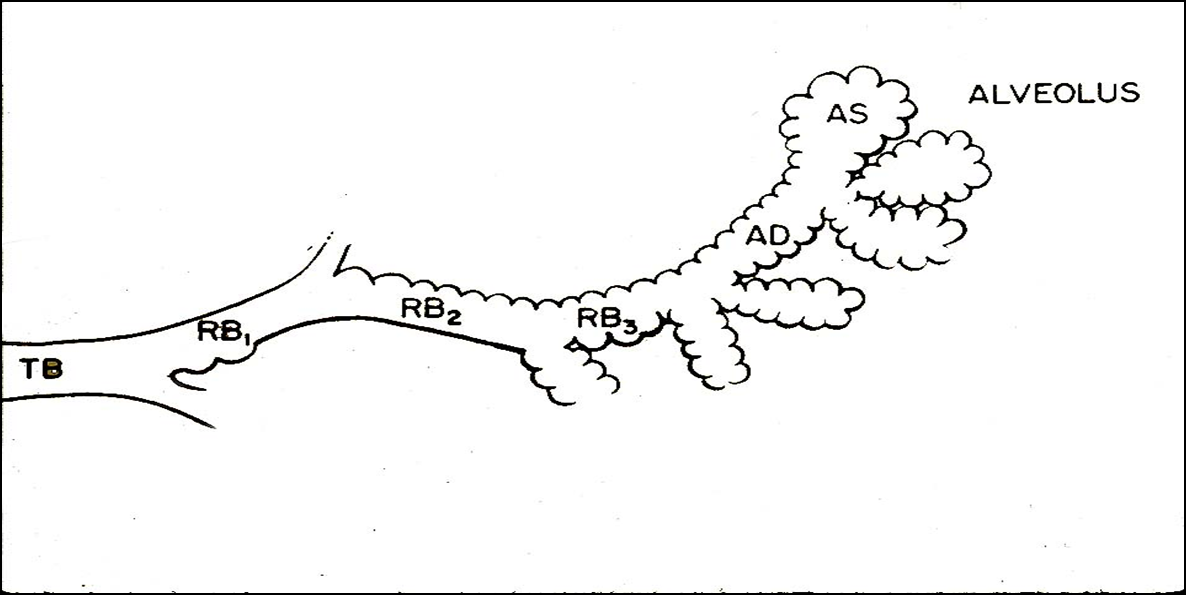 ALVEOLUS
AS
AD
RB₂
RB₃
RB₁
TB